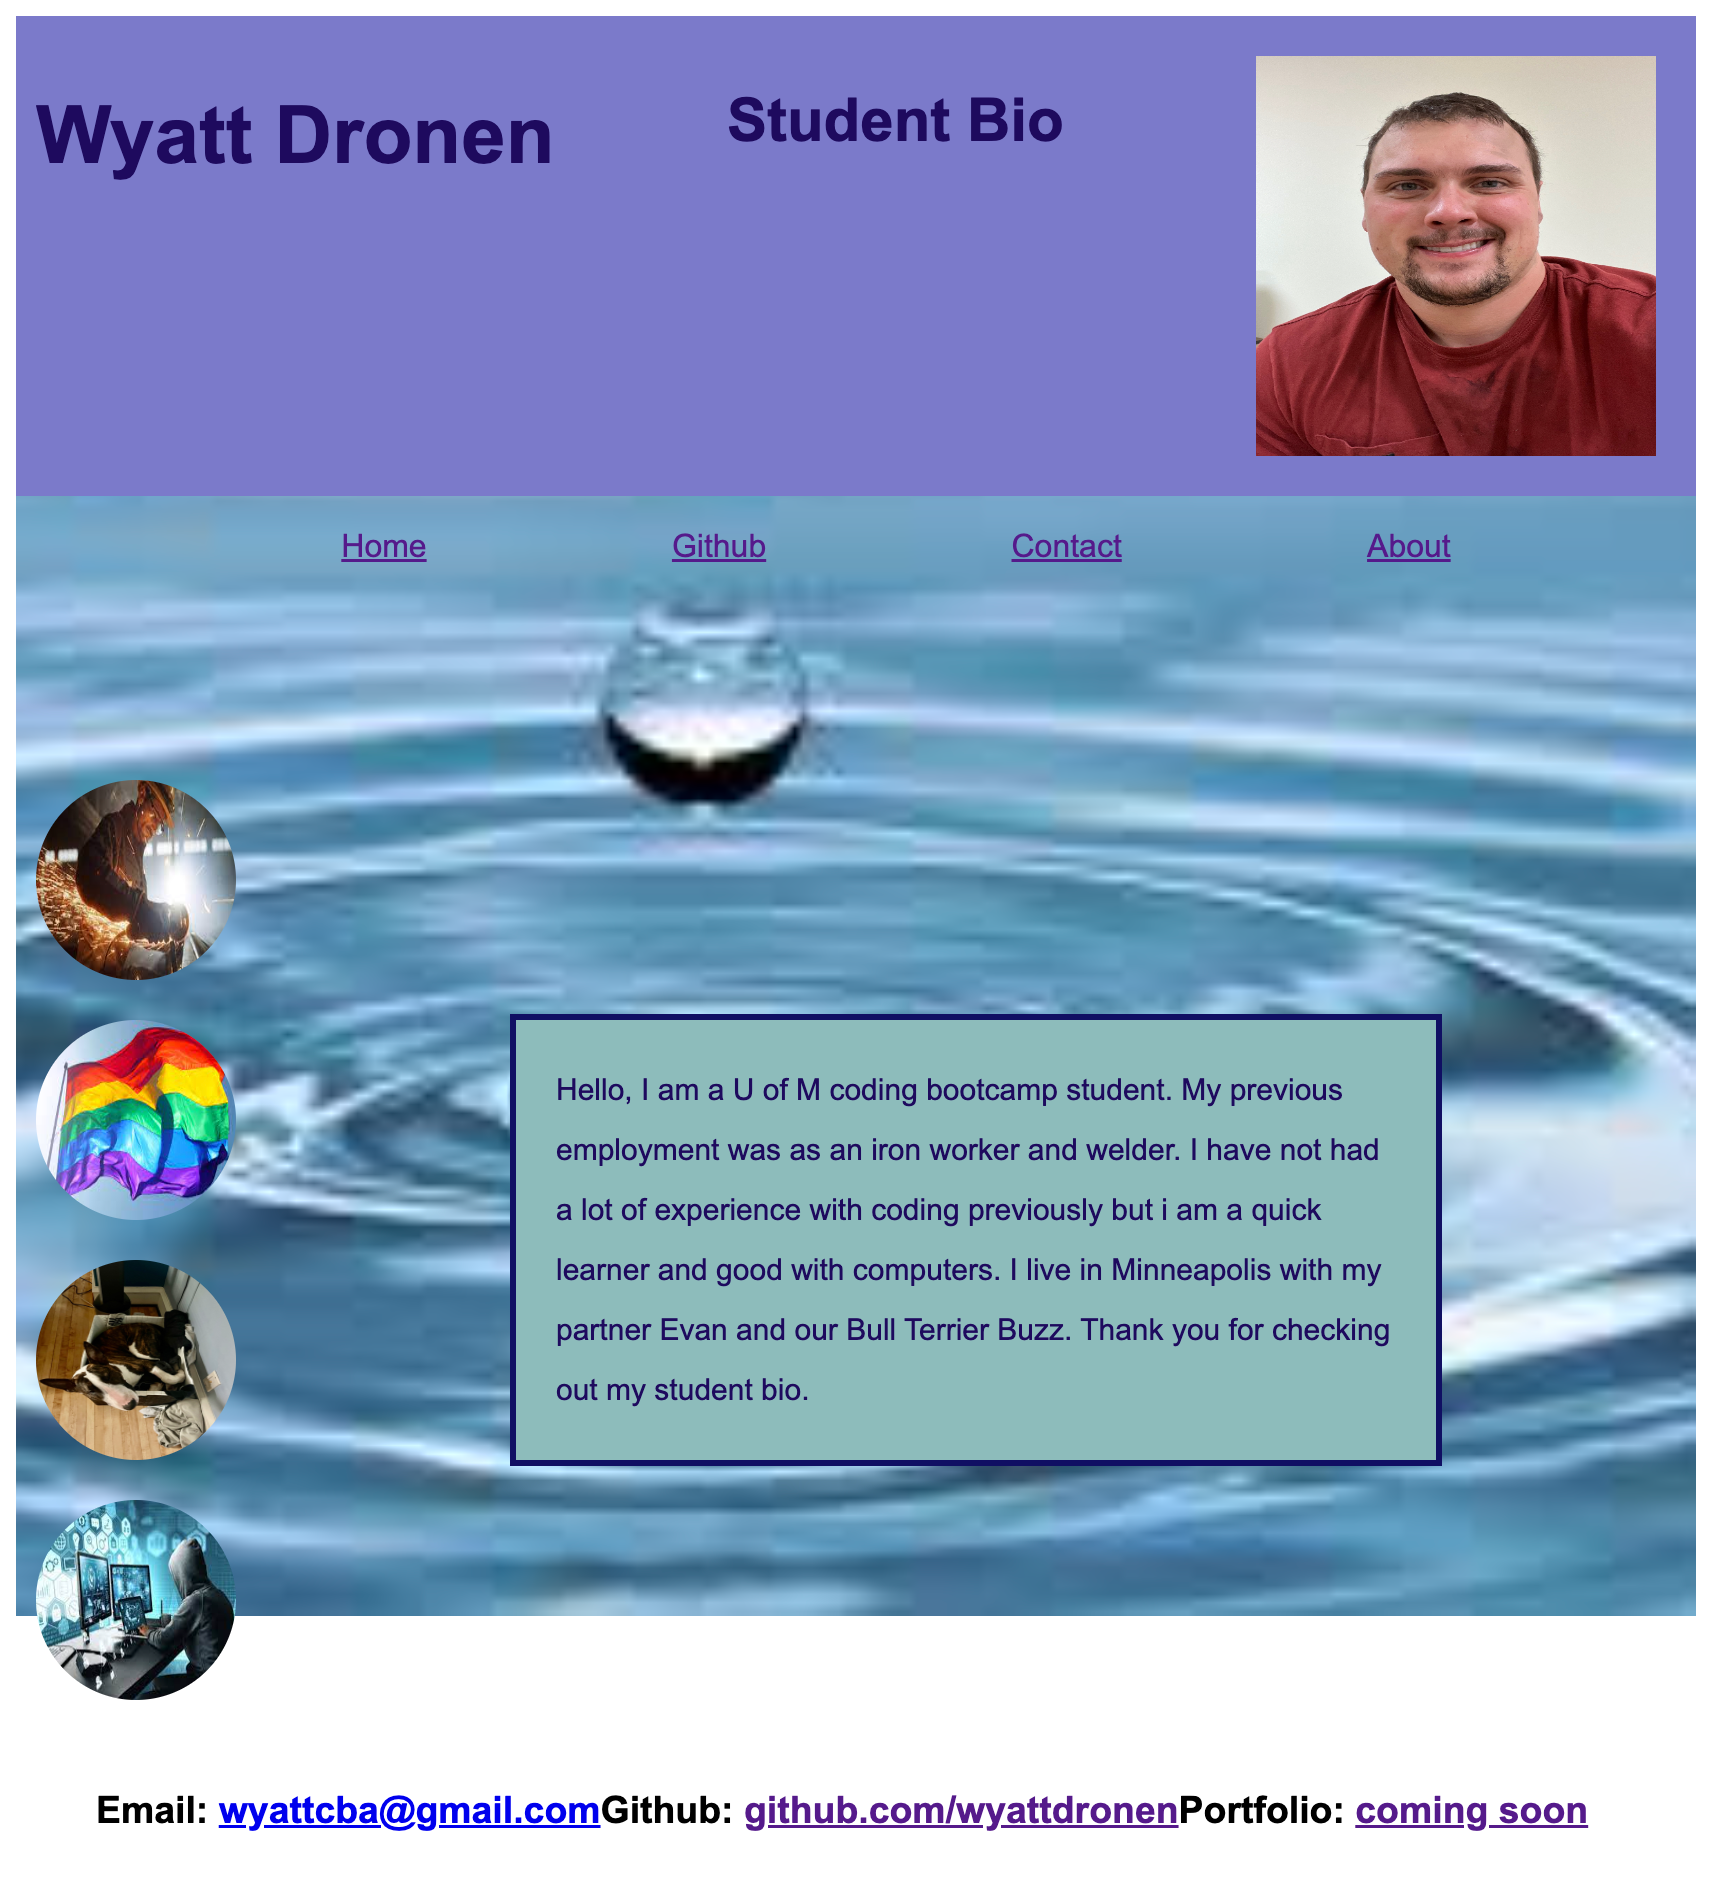 Wyatt Dronen
Student Bio
Home
Github
Contact
About
Hello, I am a U of M coding bootcamp student. My previous
employment was as an iron worker and welder. I have not had
a lot of experience with coding previously but i am a quick
learner and good with computers. I live in Minneapolis with my
partner Evan and our Bull Terrier Buzz. Thank you for checking
out my student bio.
Email: wyattcba@gmail.comGithub: github.com/wyattdronenPortfolio: coming soon